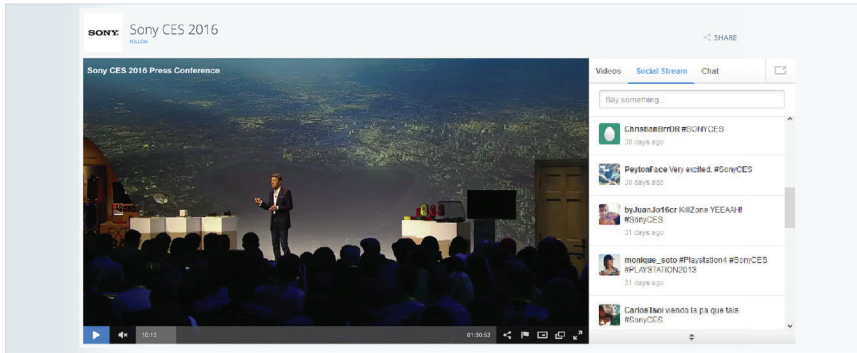 SONY
Sony CES 2016
FOLLOW
SHARE
Sony CES 2016 Press Conference
Videos Social Stream Chat
Say something...
ChristianBrrDR #SONYCES
30 days ago
PeytonFace Very excited. #SonyCES
30 days ago
byJuanJo16cr KillZone YEEAAH!
#SonyCES
31 days ago
monique_soto #Playstation4 #SonyCES
#PLAYSTATION2013
31 days ago
CarlosTsoi viendo la pa que tals
#SonyCES
10:13
01:30:52